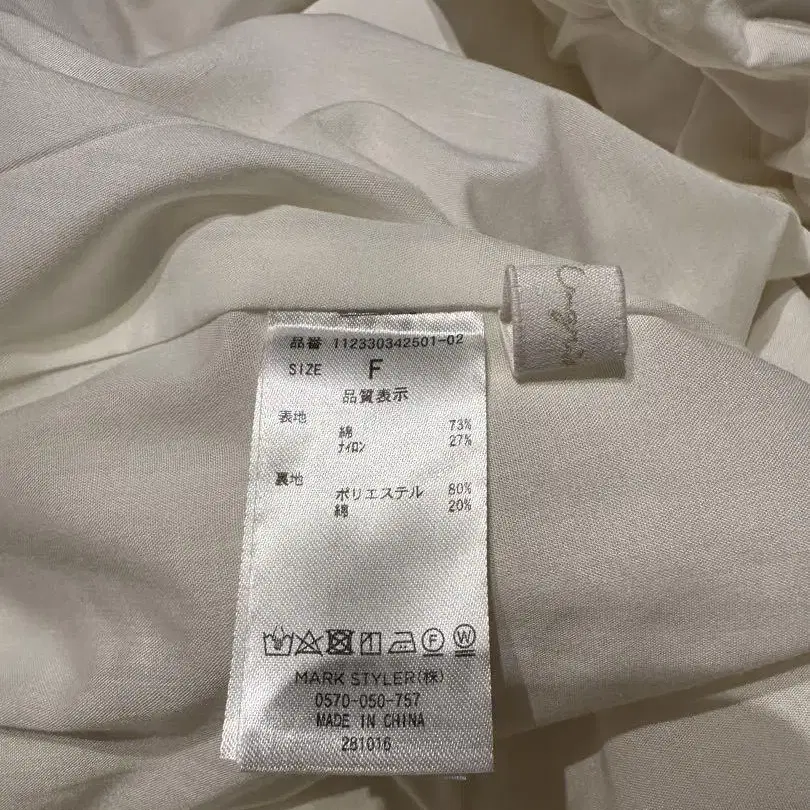 品番 112330342501-02
SIZE F
品質表示
表地
綿 73%
ナイロン 27%
裏地
ポリエステル 80%
綿 20%
F W
MARK STYLER(株)
0570-050-757
MADE IN CHINA
281016